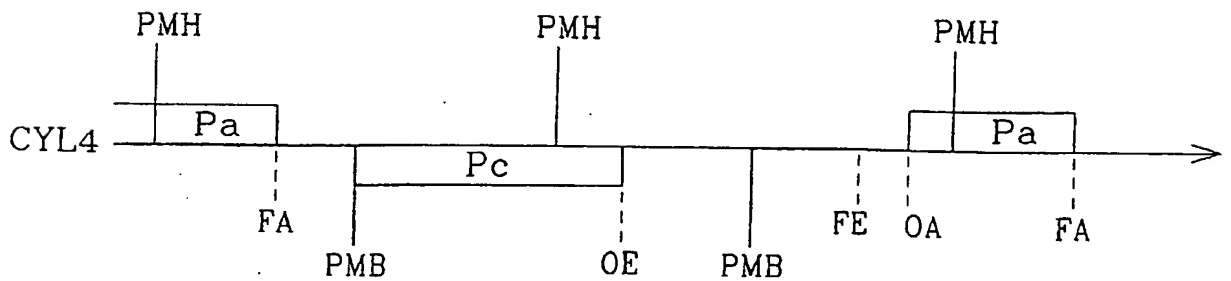 PMH PMH PMH
CYL4 Pa Pc Pa
FA PMB OE PMB FE OA FA